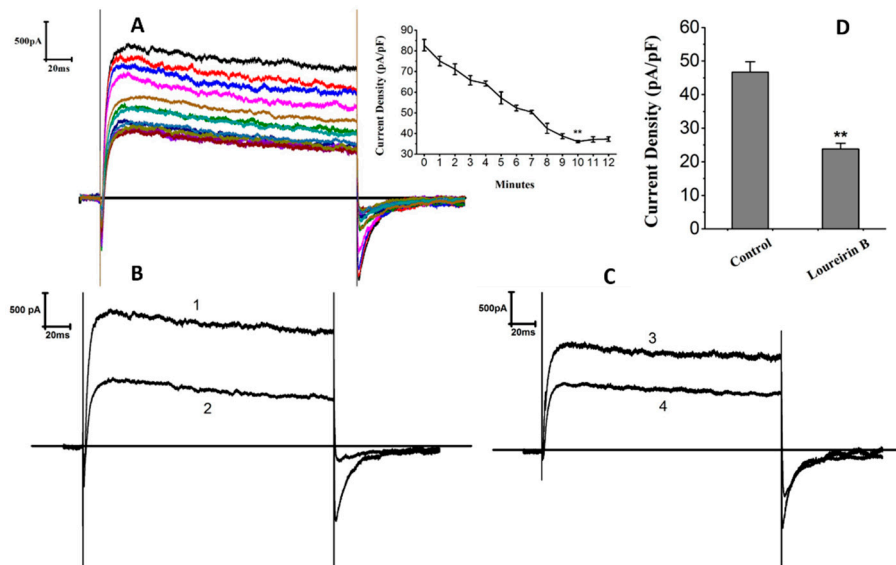 A
500pA
20ms
Current Density (pA/pF)
90
80
70
60
50
40
30
**
0 1 2 3 4 5 6 7 8 9 10 11 12
Minutes
D
Current Density (pA/pF)
60
50
40
30
20
10
0
**
Control
Loureirin B
B
500 pA
20ms
1
2
C
500 pA
20ms
3
4